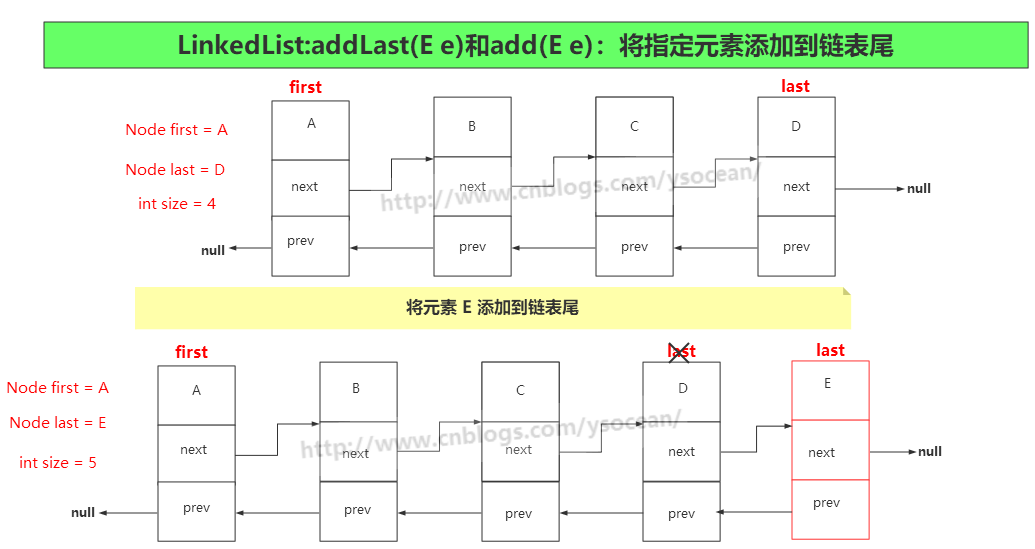 LinkedList:addLast(E e)和add(E e)：将指定元素添加到链表尾
first
last
Node first = A
Node last = D
int size = 4
A
B
C
D
next
next
next
next
null
http://www.cnblogs.com/ysocean/
null
prev
prev
prev
prev
将元素 E 添加到链表尾
first
last
last
Node first = A
Node last = E
int size = 5
A
B
C
D
E
next
next
next
next
next
null
http://www.cnblogs.com/ysocean/
null
prev
prev
prev
prev
prev